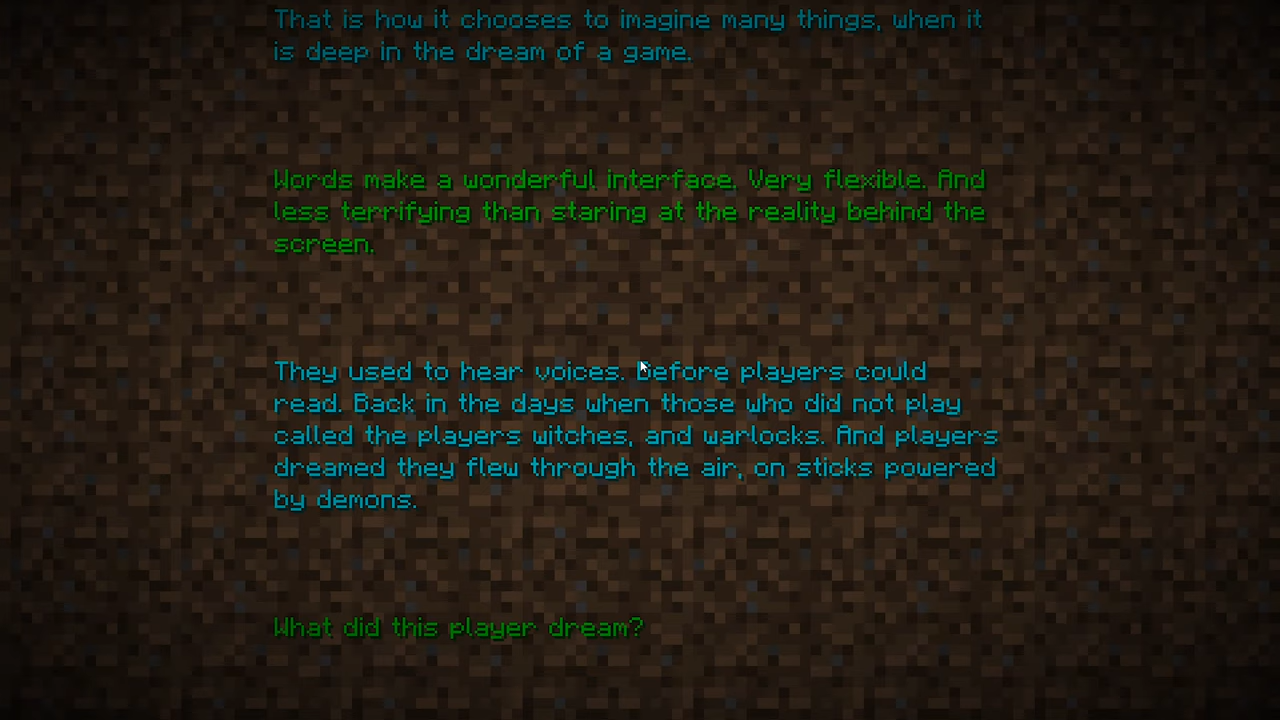 That is how it chooses to imagine many things, when it
is deep in the dream of a game.
Words make a wonderful interface. Very flexible. And
less terrifying than staring at the reality behind the
screen.
They used to hear voices. Before players could
read. Back in the days when those who did not play
called the players witches, and warlocks. And players
dreamed they flew through the air, on sticks powered
by demons.
What did this player dream?